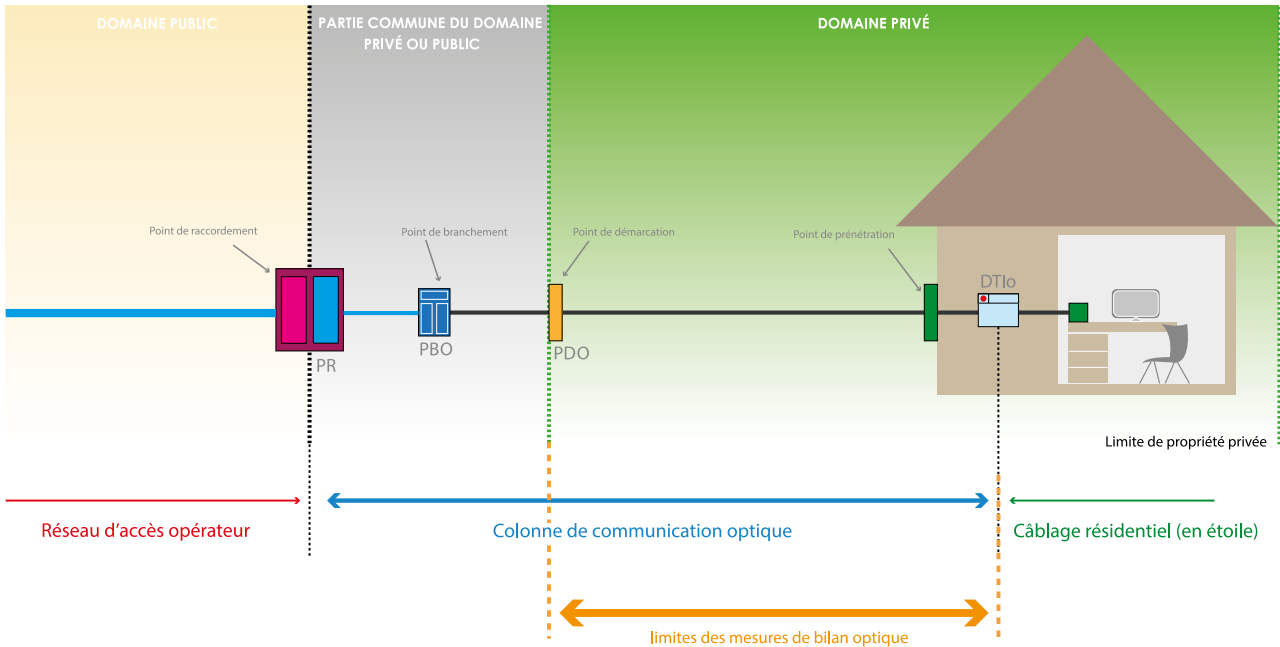 DOMAINE PUBLIC
PARTIE COMMUNE DU DOMAINE
PRIVÉ OU PUBLIC
DOMAINE PRIVÉ
Point de raccordement
Point de branchement
Point de démarcation
Point de prénétration
DTIo
PR
PBO
PDO
Limite de propriété privée
Réseau d'accès opérateur
Colonne de communication optique
Câblage résidentiel (en étoile)
limites des mesures de bilan optique